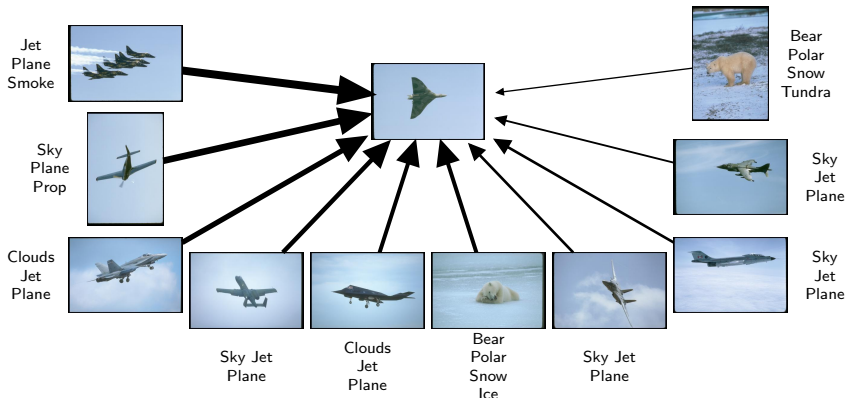 Jet
Plane
Smoke
Sky
Plane
Prop
Clouds
Jet
Plane
Sky Jet
Plane
Clouds
Jet
Plane
Bear
Polar
Snow
Ice
Sky Jet
Plane
Sky
Jet
Plane
Sky
Jet
Plane
Bear
Polar
Snow
Tundra